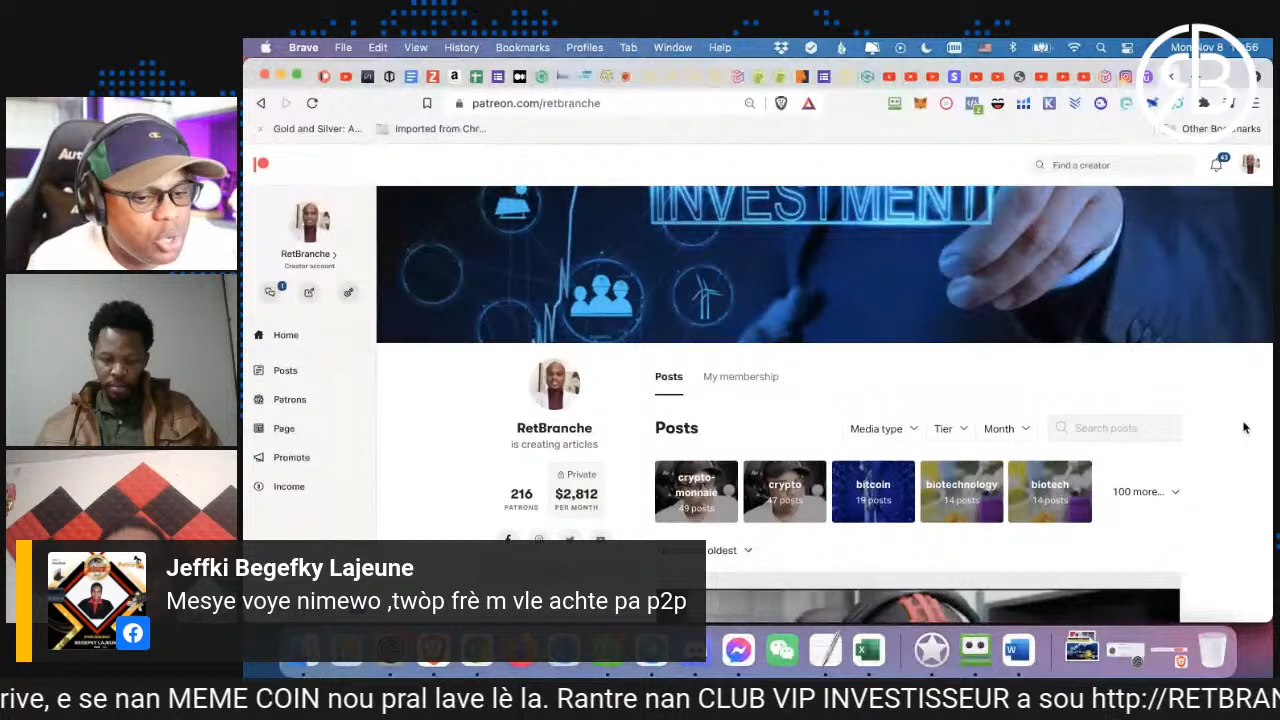 Brave File Edit View History Bookmarks Profiles Tab Window Help
Mon Nov 8
patreon.com/retbranche
Gold and Silver: A...
Imported from Chr...
Other Bookmarks
Find a creator
43
RetBranche
Creator account
1
Home
Posts
Patrons
Page
Promote
Income
INVESTMENT
RetBranche
is creating articles
216
PATRONS
Private
$2,812
PER MONTH
Posts
My membership
Posts
Media type
Tier
Month
Search posts
crypto-
monnaie
49 posts
crypto
47 posts
bitcoin
19 posts
biotechnology
14 posts
biotech
14 posts
100 more...
oldest
Jeffki Begefky Lajeune
Mesye voye nimewo ,twòp frè m vle achte pa p2p
rive, e se nan MEME COIN nou pral lave lè la. Rantre nan CLUB VIP INVESTISSEUR a sou http://RETBRAN